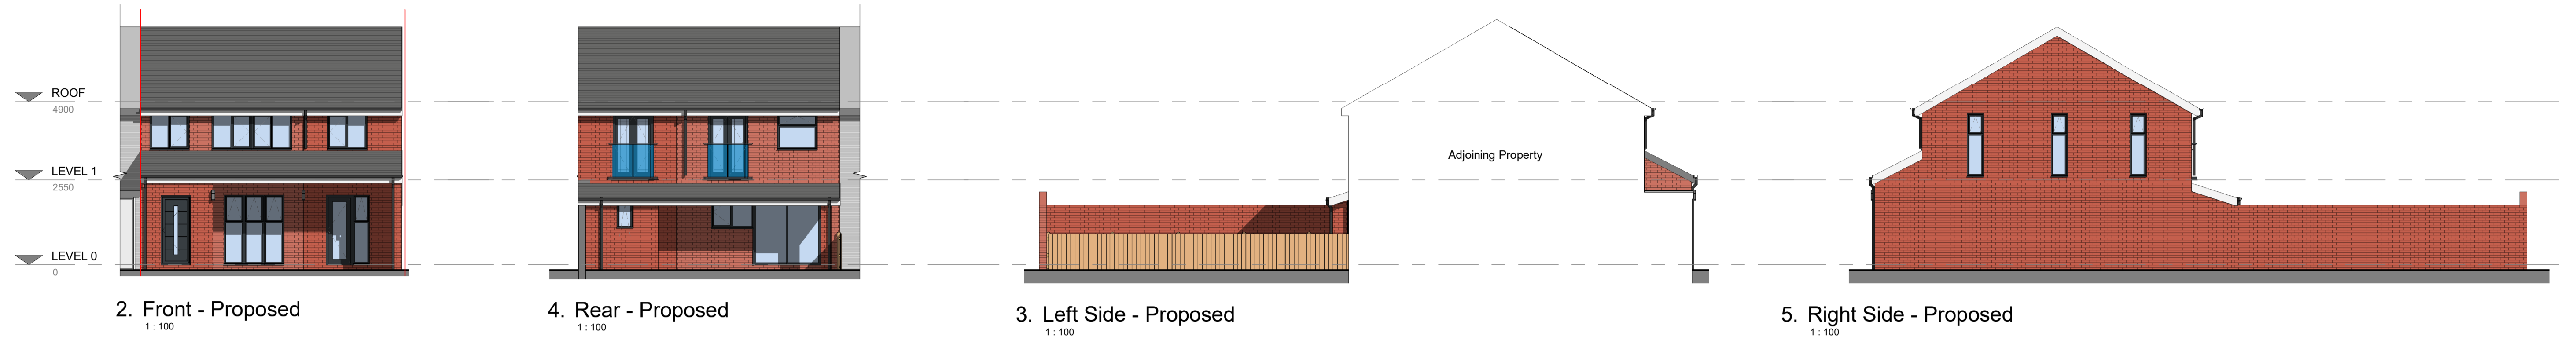 ROOF
4900
LEVEL 1
2550
LEVEL 0
0
2. Front - Proposed
1 : 100
4. Rear - Proposed
1 : 100
Adjoining Property
3. Left Side - Proposed
1 : 100
5. Right Side - Proposed
1 : 100